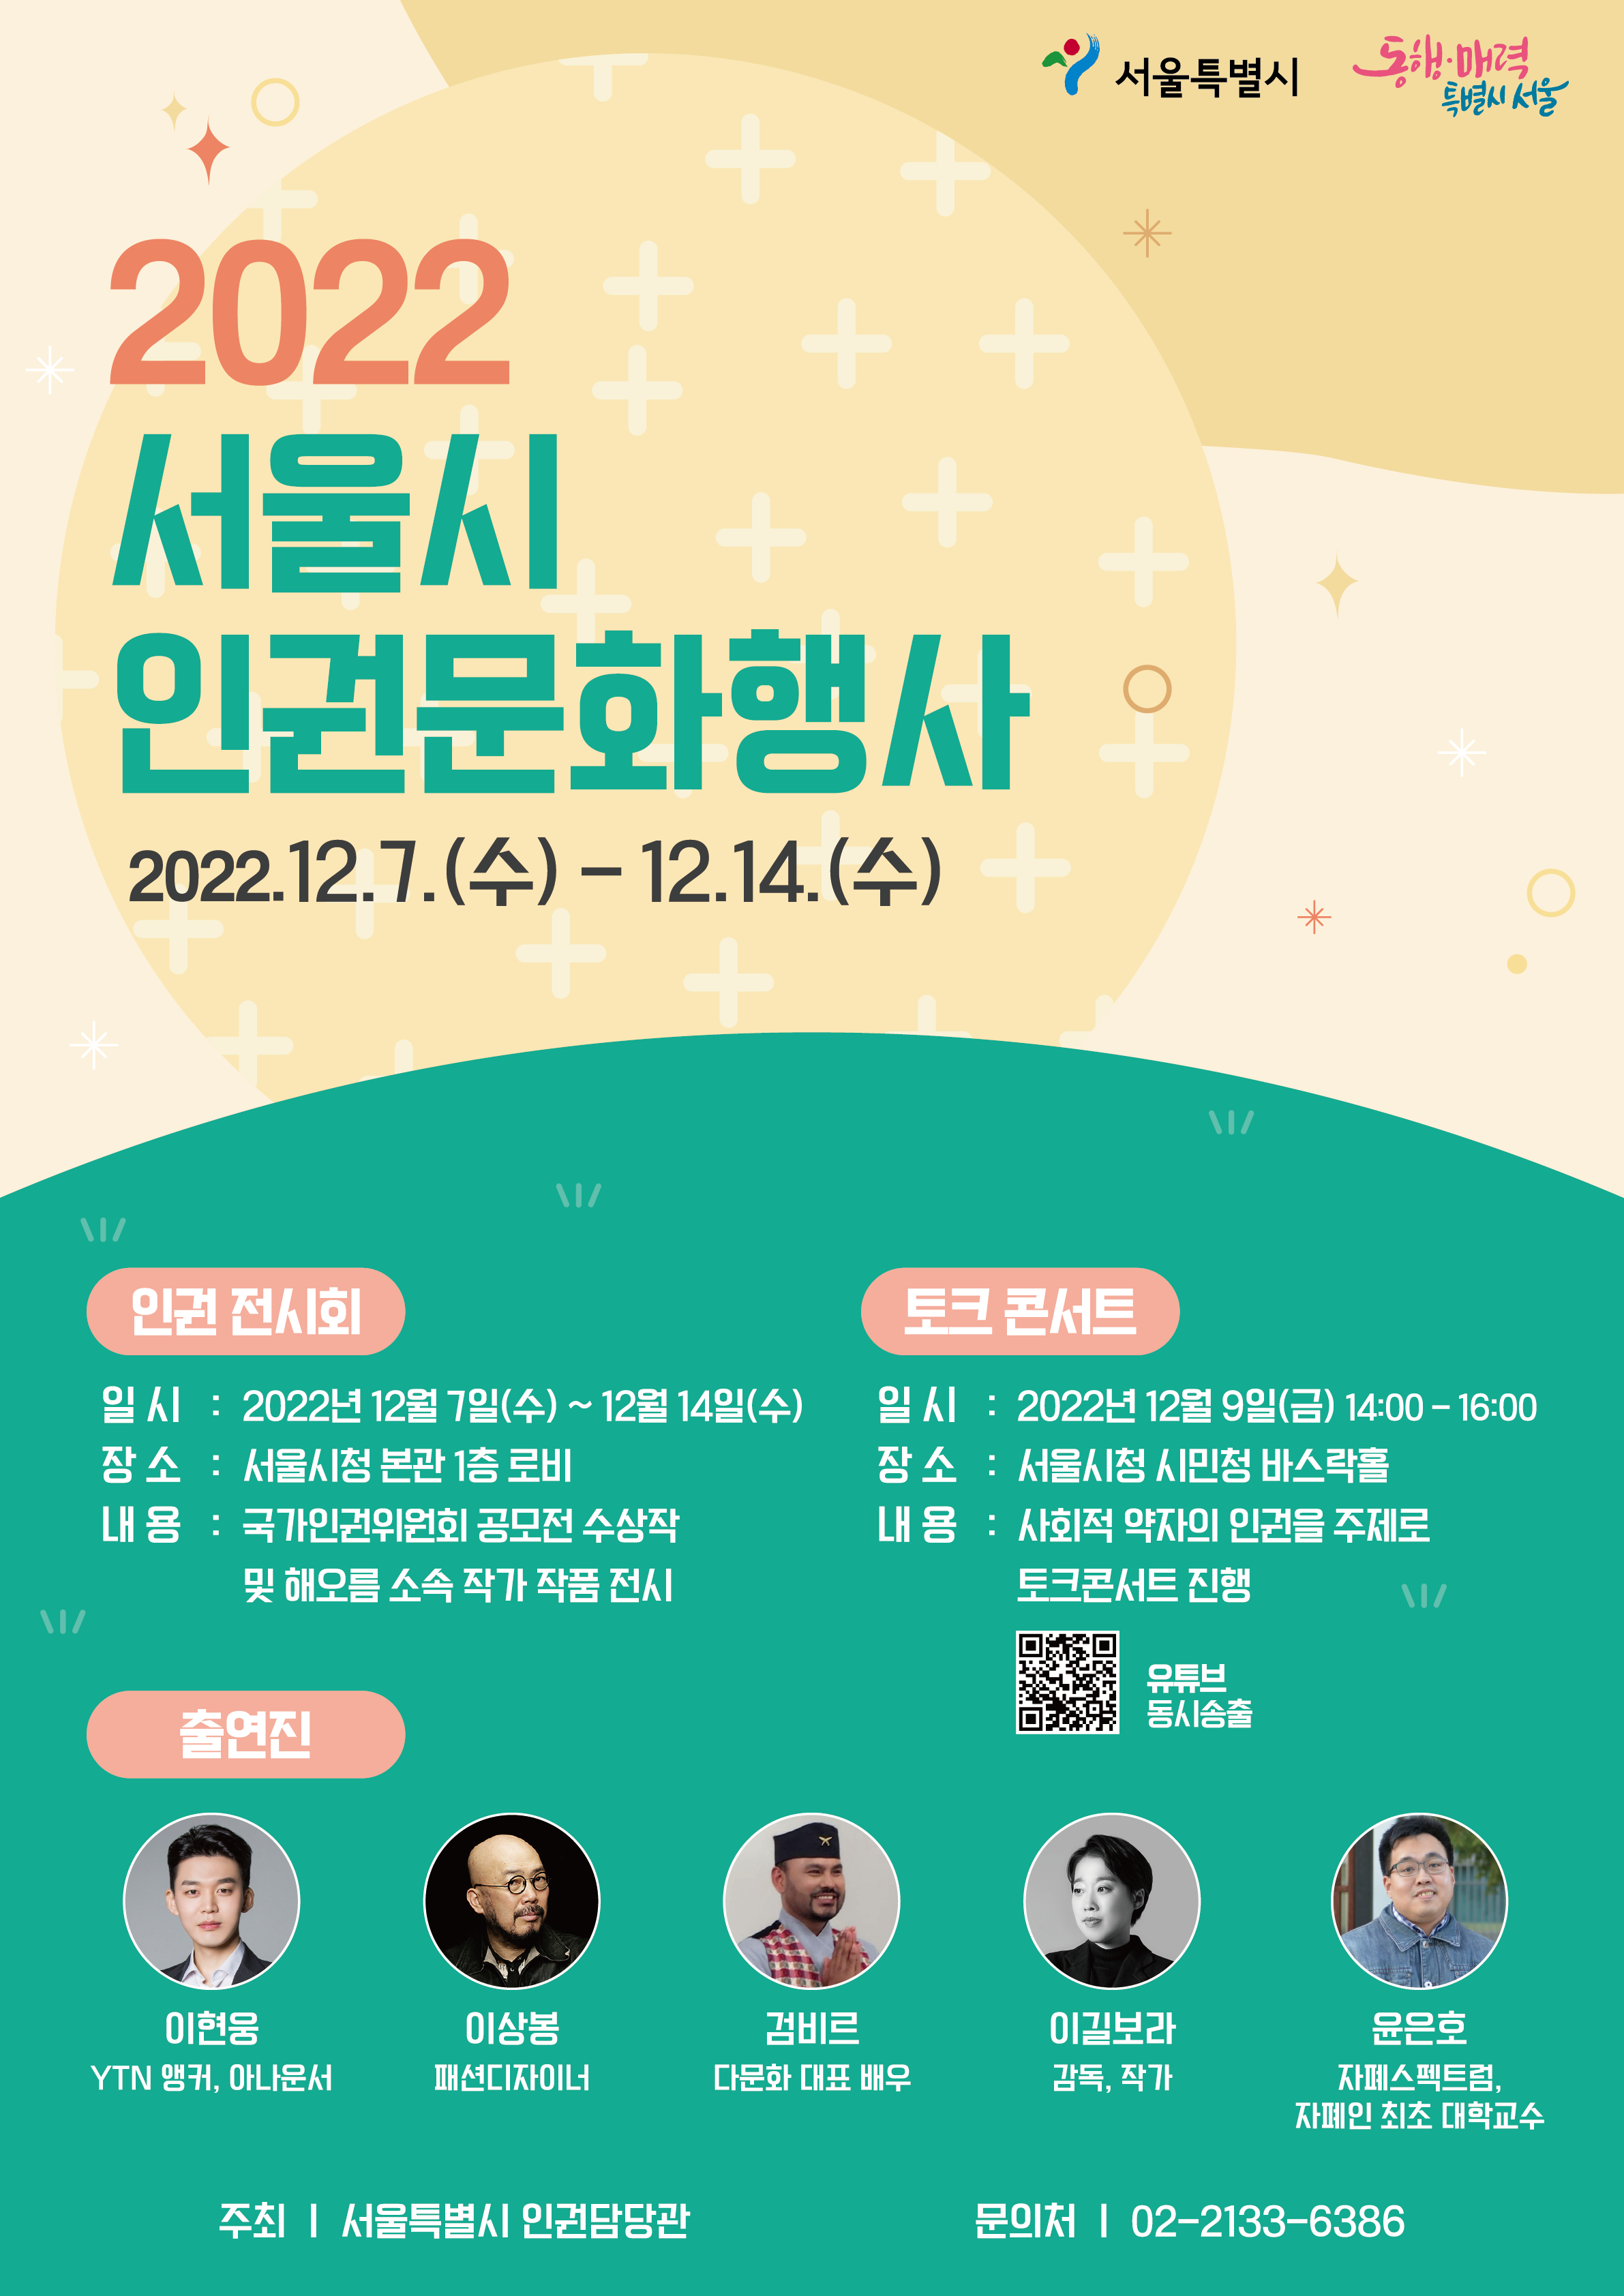 서울특별시
동행·매력
특별시 서울
2022
서울시
인권문화행사
2022.12.7.(수) – 12.14.(수)
인권 전시회
일 시 : 2022년 12월 7일(수) ~ 12월 14일(수)
장 소 : 서울시청 본관 1층 로비
내 용 : 국가인권위원회 공모전 수상작
및 해오름 소속 작가 작품 전시
토크 콘서트
일 시 : 2022년 12월 9일(금) 14:00 – 16:00
장 소 : 서울시청 시민청 바스락홀
내 용 : 사회적 약자의 인권을 주제로
토크콘서트 진행
유튜브
동시송출
출연진
이현웅
YTN 앵커, 아나운서
이상봉
패션디자이너
검비르
다문화 대표 배우
이길보라
감독, 작가
윤은호
자폐스펙트럼,
자폐인 최초 대학교수
주최 | 서울특별시 인권담당관
문의처 | 02-2133-6386